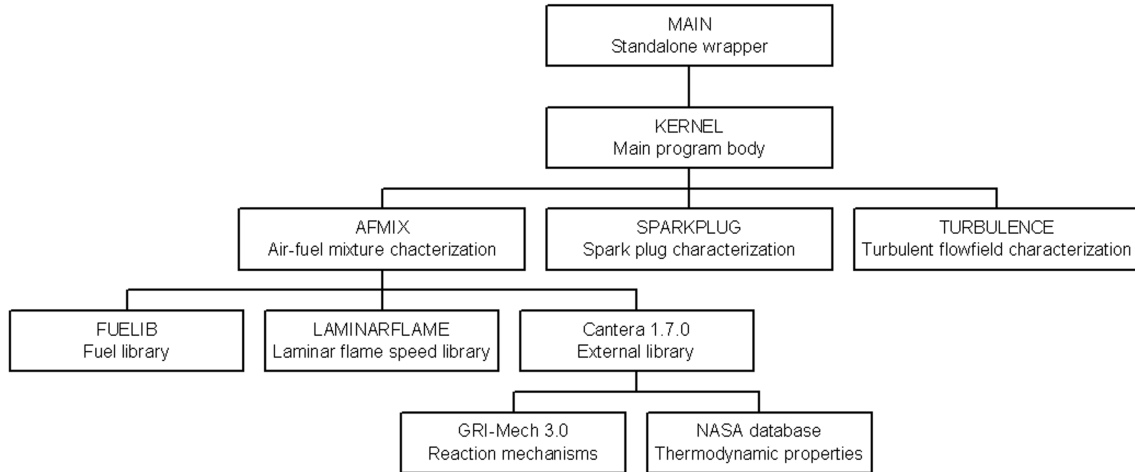 MAIN
Standalone wrapper
KERNEL
Main program body
AFMIX
Air-fuel mixture chacterization
SPARKPLUG
Spark plug characterization
TURBULENCE
Turbulent flowfield characterization
FUELIB
Fuel library
LAMINARFLAME
Laminar flame speed library
Cantera 1.7.0
External library
GRI-Mech 3.0
Reaction mechanisms
NASA database
Thermodynamic properties